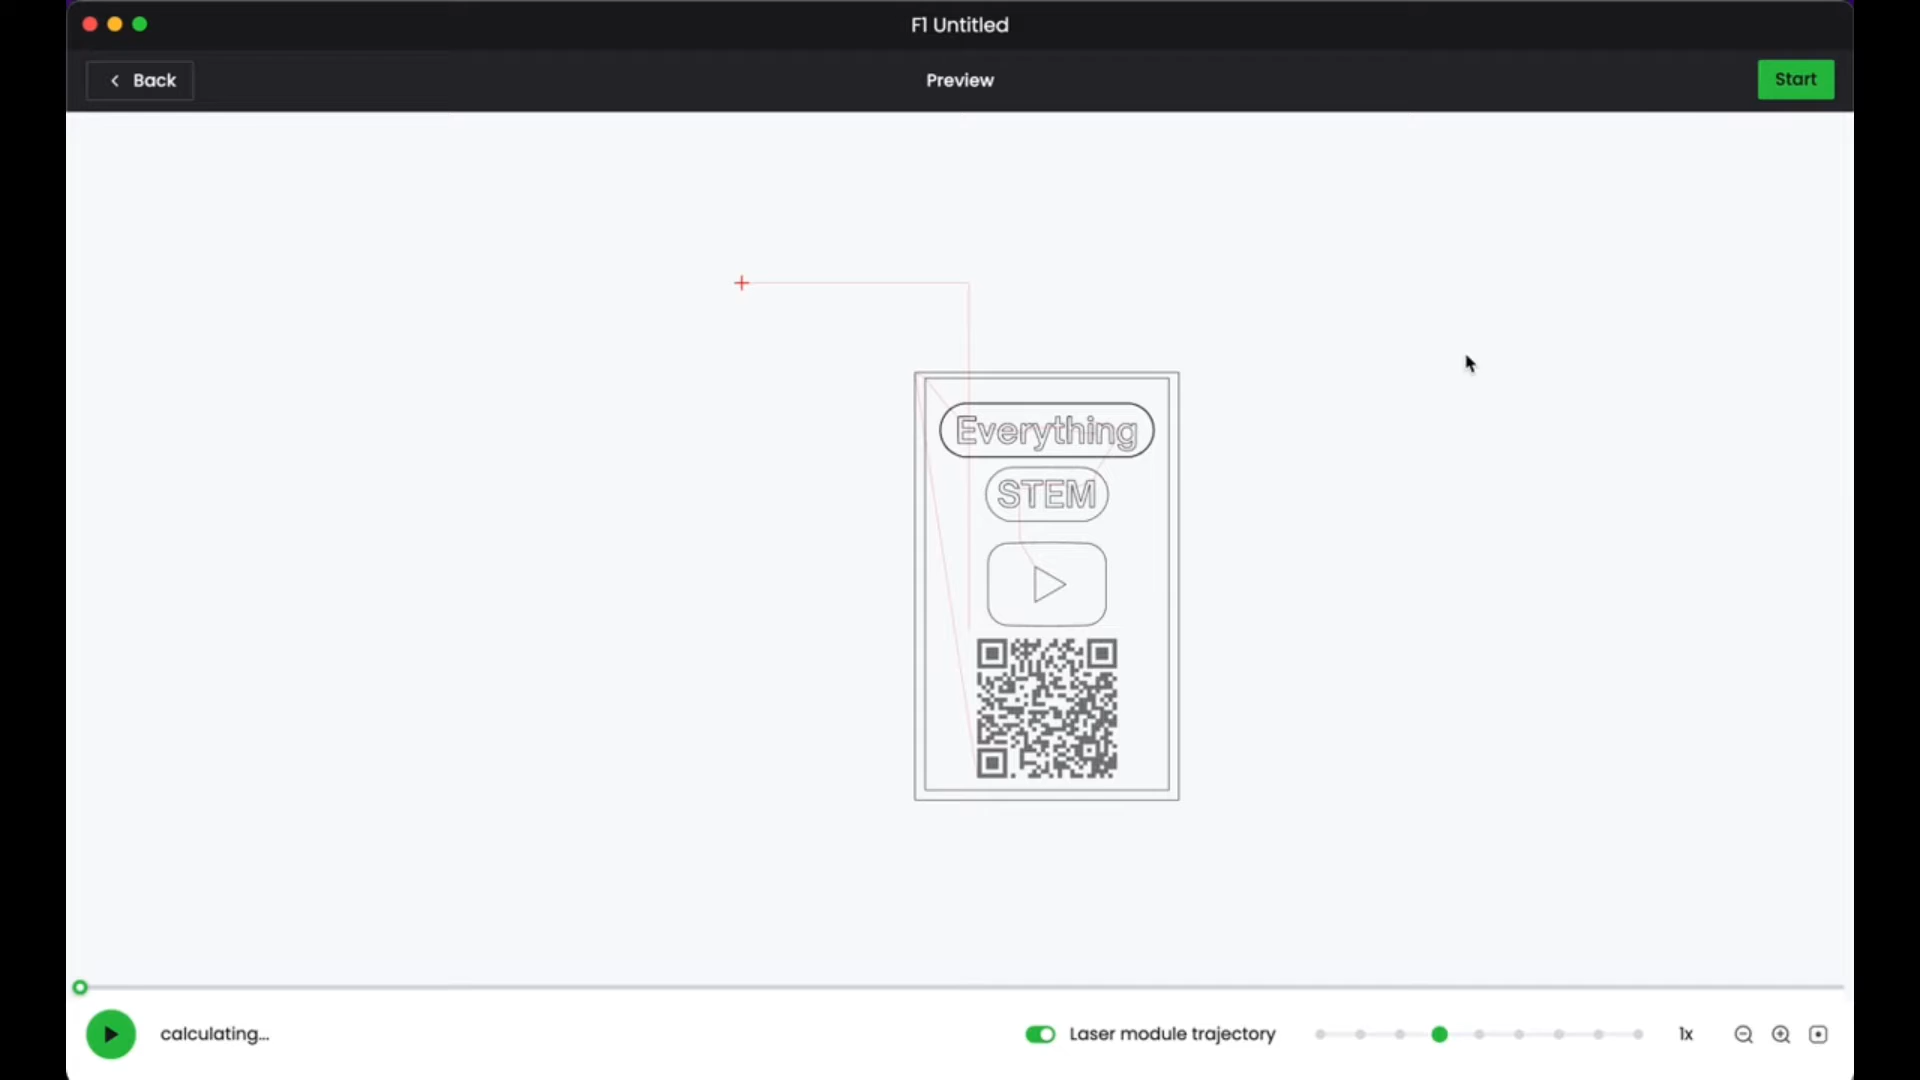 F1 Untitled
Back
Preview
Start
Everything
STEM
calculating...
Laser module trajectory
1x